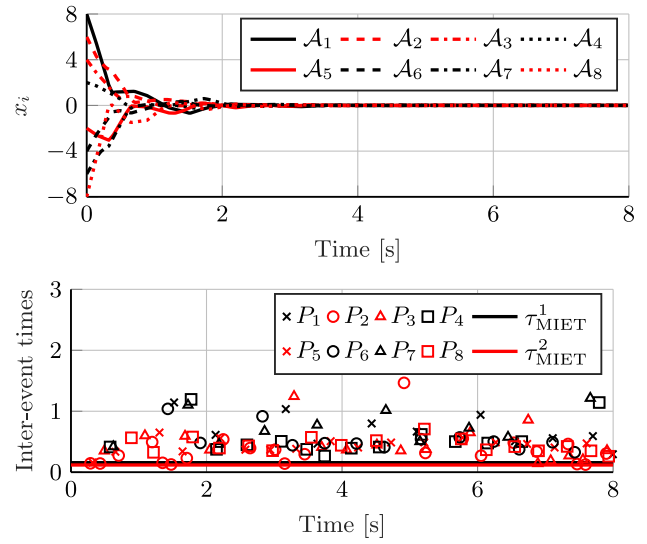 8
4
0
−4
−8
x_i
𝒜₁ 𝒜₂ 𝒜₃ 𝒜₄
𝒜₅ 𝒜₆ 𝒜₇ 𝒜₈
0 2 4 6 8
Time [s]
3
2
1
0
Inter-event times
P₁ P₂ P₃ P₄ τ¹_MIET
P₅ P₆ P₇ P₈ τ²_MIET
0 2 4 6 8
Time [s]